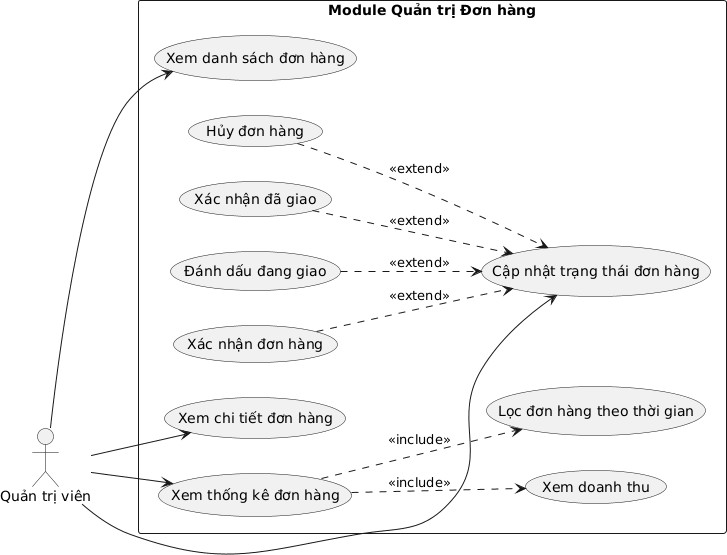 Module Quản trị Đơn hàng
Xem danh sách đơn hàng
Hủy đơn hàng
«extend»
Xác nhận đã giao
«extend»
Đánh dấu đang giao
«extend»
Cập nhật trạng thái đơn hàng
«extend»
Xác nhận đơn hàng
Xem chi tiết đơn hàng
Lọc đơn hàng theo thời gian
«include»
Quản trị viên
Xem thống kê đơn hàng
«include»
Xem doanh thu